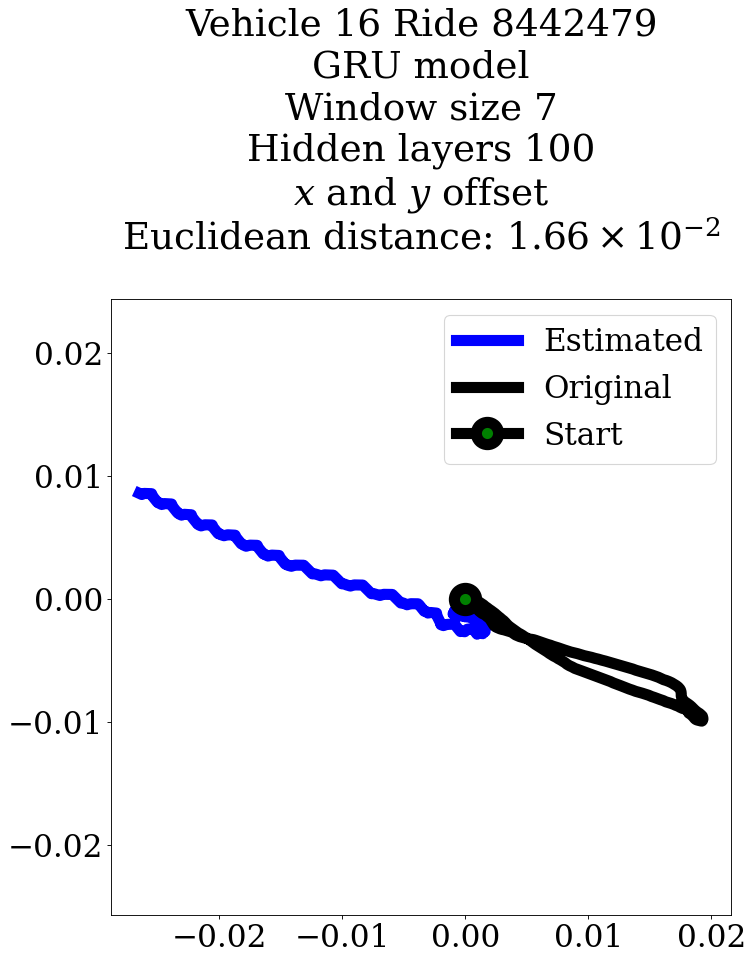 Vehicle 16 Ride 8442479
GRU model
Window size 7
Hidden layers 100
x and y offset
Euclidean distance: 1.66 × 10⁻²
Estimated
Original
Start
0.02
0.01
0.00
−0.01
−0.02
−0.02 −0.01 0.00 0.01 0.02